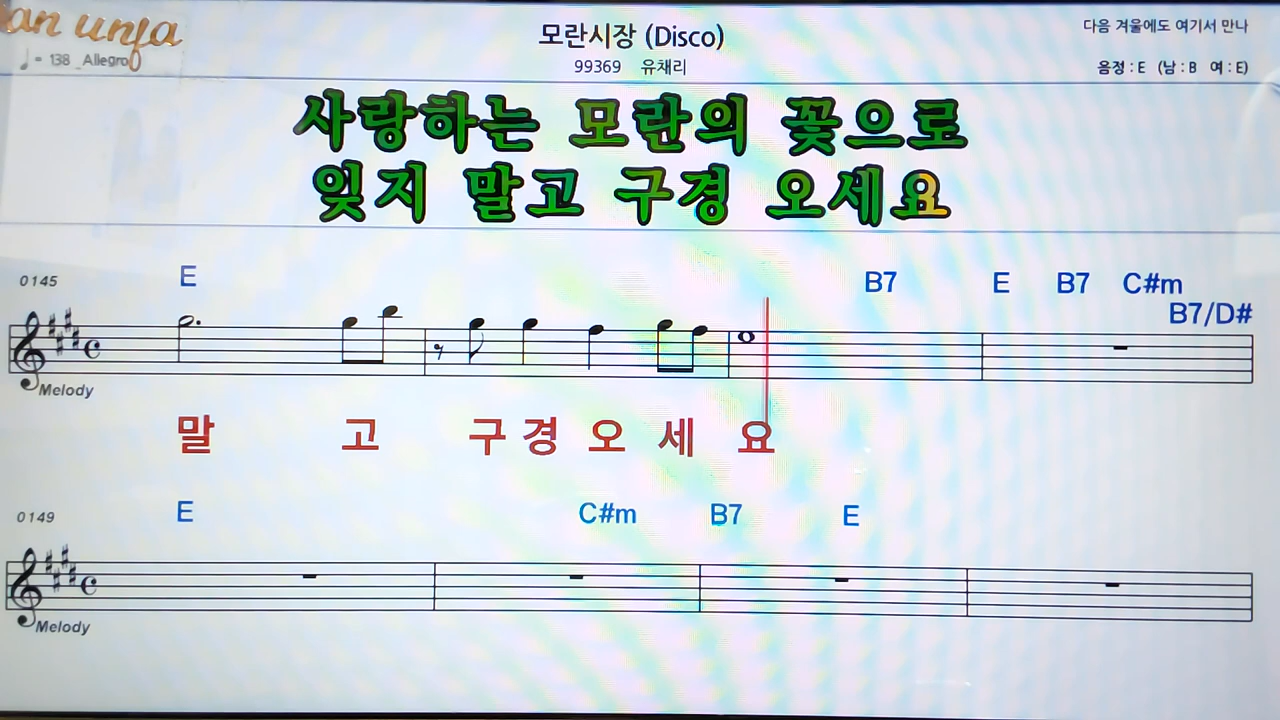 an unja
모란시장 (Disco)
다음 겨울에도 여기서 만나
♩ = 138 _Allegro
99369 유채리
음정 : E (남 : B 여 : E)
사랑하는 모란의 꽃으로
잊지 말고 구경 오세요
0145 E B7 E B7 C#m
B7/D#
Melody
말 고 구 경 오 세 요
0149 E C#m B7 E
Melody